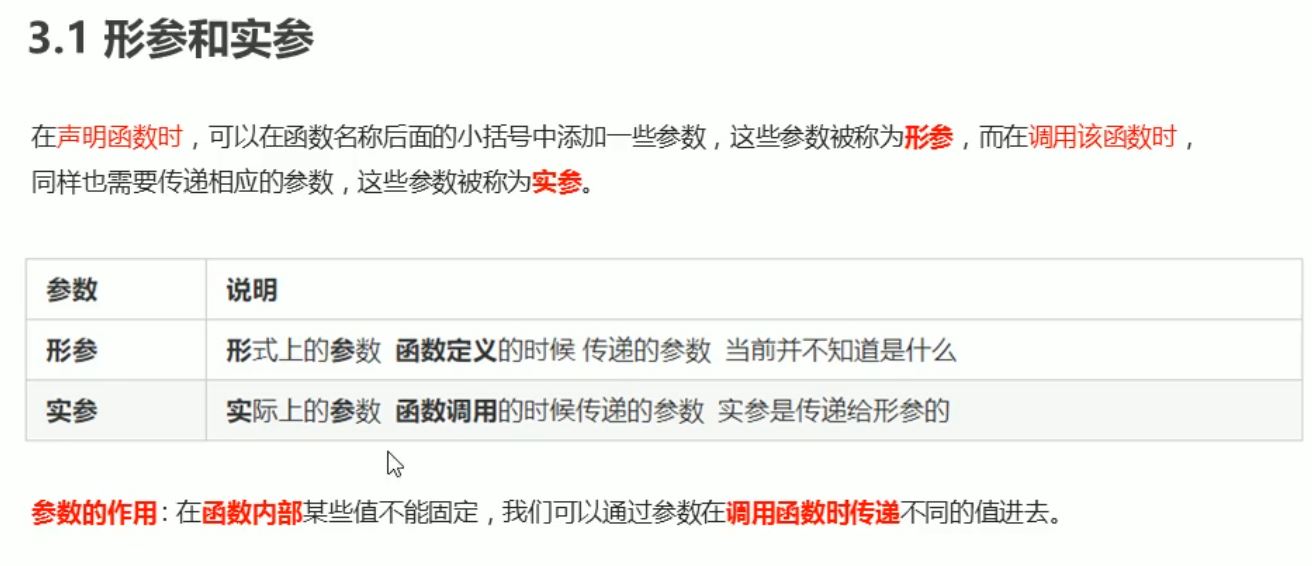 3.1 形参和实参
在声明函数时，可以在函数名称后面的小括号中添加一些参数，这些参数被称为形参，而在调用该函数时，
同样也需要传递相应的参数，这些参数被称为实参。
参数 说明
形参 形式上的参数 函数定义的时候 传递的参数 当前并不知道是什么
实参 实际上的参数 函数调用的时候传递的参数 实参是传递给形参的
参数的作用：在函数内部某些值不能固定，我们可以通过参数在调用函数时传递不同的值进去。